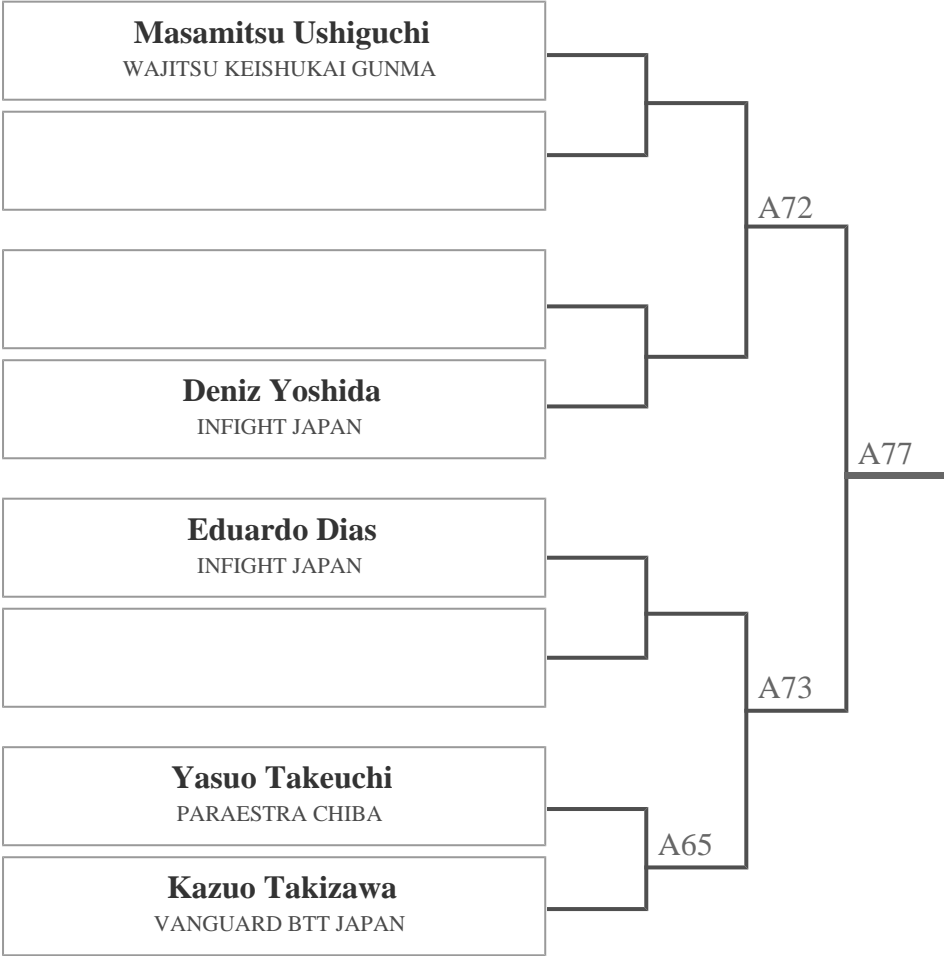 Masamitsu Ushiguchi
WAJITSU KEISHUKAI GUNMA
A72
Deniz Yoshida
INFIGHT JAPAN
A77
Eduardo Dias
INFIGHT JAPAN
A73
Yasuo Takeuchi
PARAESTRA CHIBA
A65
Kazuo Takizawa
VANGUARD BTT JAPAN